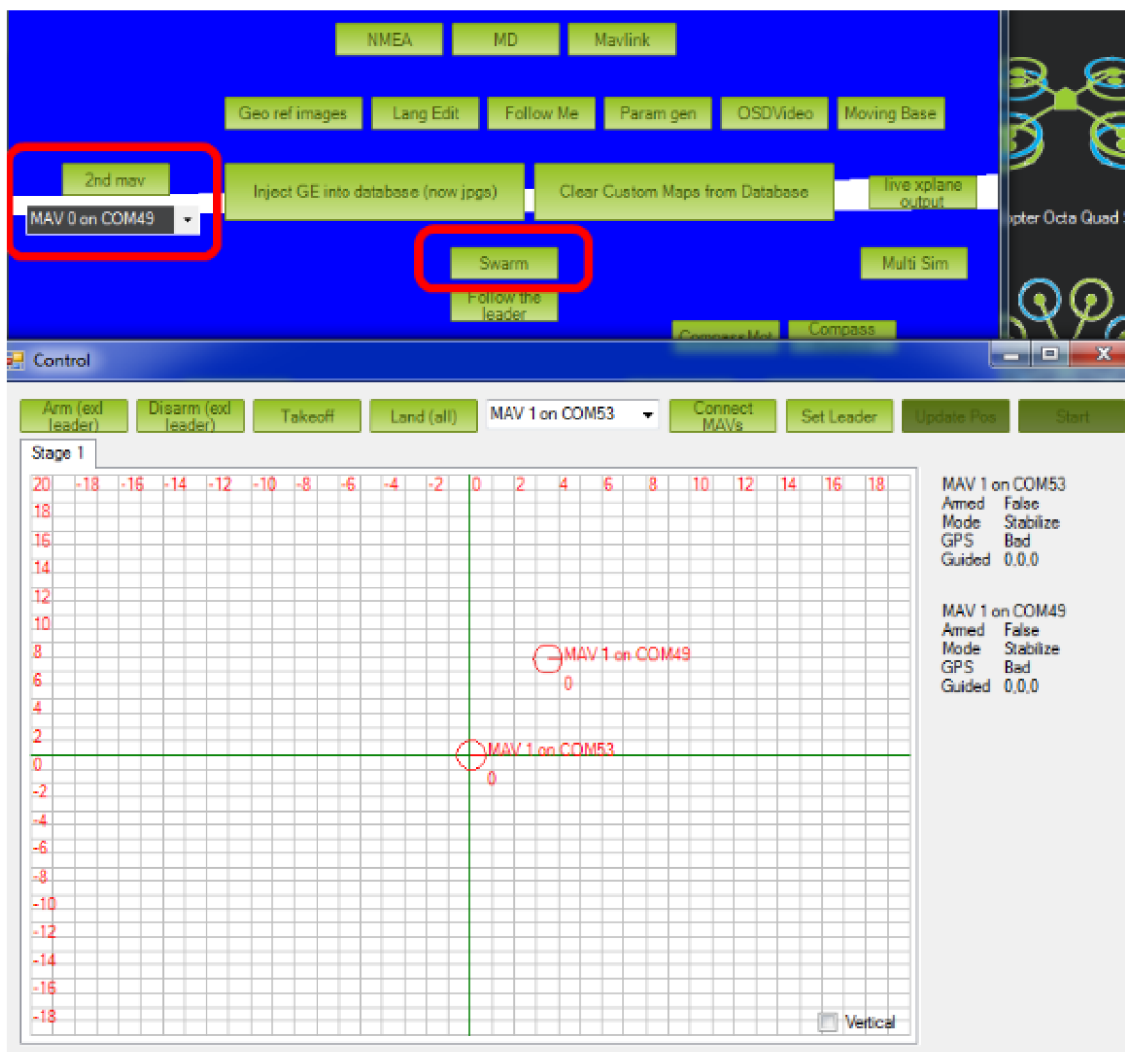 NMEA MD Mavlink
Geo ref images Lang Edit Follow Me Param gen OSDVideo Moving Base
2nd mav Inject GE into database (now jpgs) Clear Custom Maps from Database live xplane
output
MAV 0 on COM49
opter Octa Quad
Swarm Multi Sim
Follow the
leader
CompassMot Compass
Control
Arm (exl
leader) Disarm (exl
leader) Takeoff Land (all) MAV 1 on COM53 Connect
MAVs Set Leader Update Pos Start
Stage 1
20 -18 -16 -14 -12 -10 -8 -6 -4 -2 0 2 4 6 8 10 12 14 16 18
18
16
14
12
10
8
6
4
2
0
-2
-4
-6
-8
-10
-12
-14
-16
-18
MAV 1 on COM49
0
MAV 1 on COM53
0
Vertical
MAV 1 on COM53
Armed False
Mode Stabilize
GPS Bad
Guided 0,0,0
MAV 1 on COM49
Armed False
Mode Stabilize
GPS Bad
Guided 0,0,0